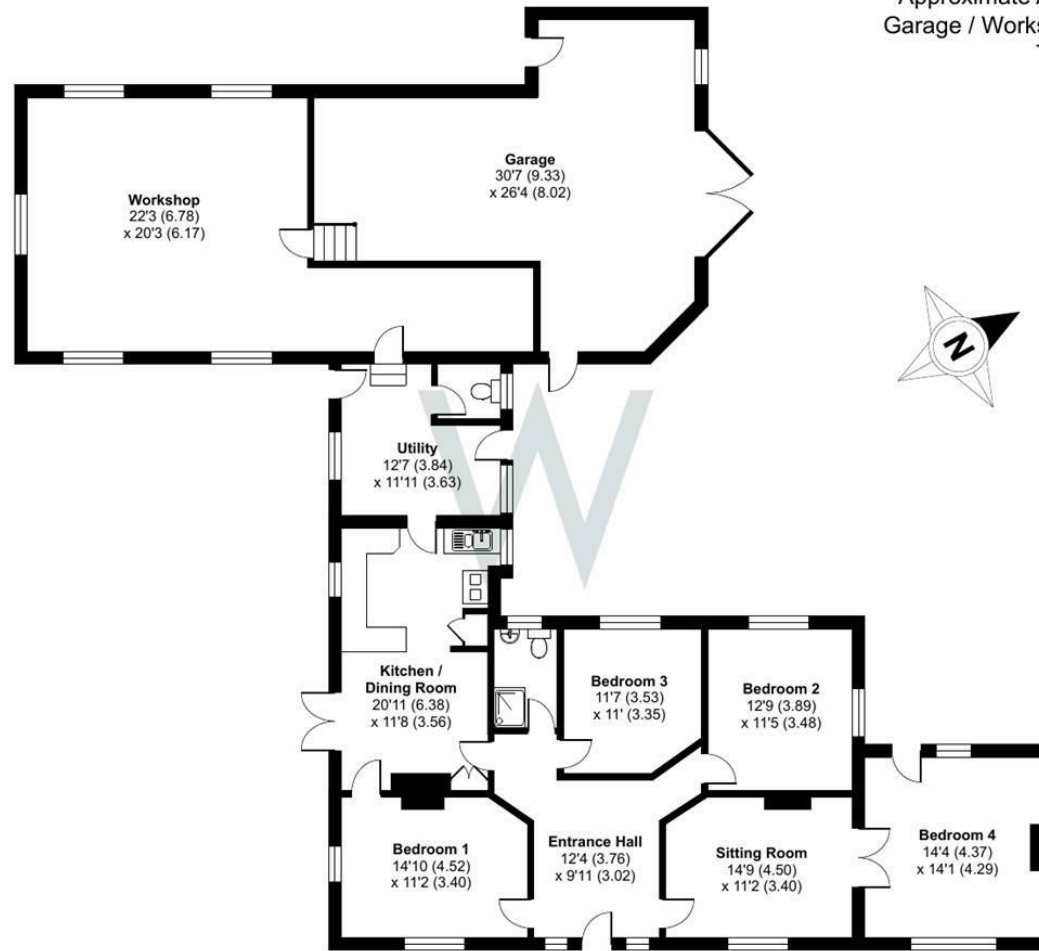 Approximate
Garage / Works
Garage
30'7 (9.33)
x 26'4 (8.02)
Workshop
22'3 (6.78)
x 20'3 (6.17)
N
Utility
12'7 (3.84)
x 11'11 (3.63)
W
Kitchen /
Dining Room
20'11 (6.38)
x 11'8 (3.56)
Bedroom 3
11'7 (3.53)
x 11' (3.35)
Bedroom 2
12'9 (3.89)
x 11'5 (3.48)
Bedroom 1
14'10 (4.52)
x 11'2 (3.40)
Entrance Hall
12'4 (3.76)
x 9'11 (3.02)
Sitting Room
14'9 (4.50)
x 11'2 (3.40)
Bedroom 4
14'4 (4.37)
x 14'1 (4.29)